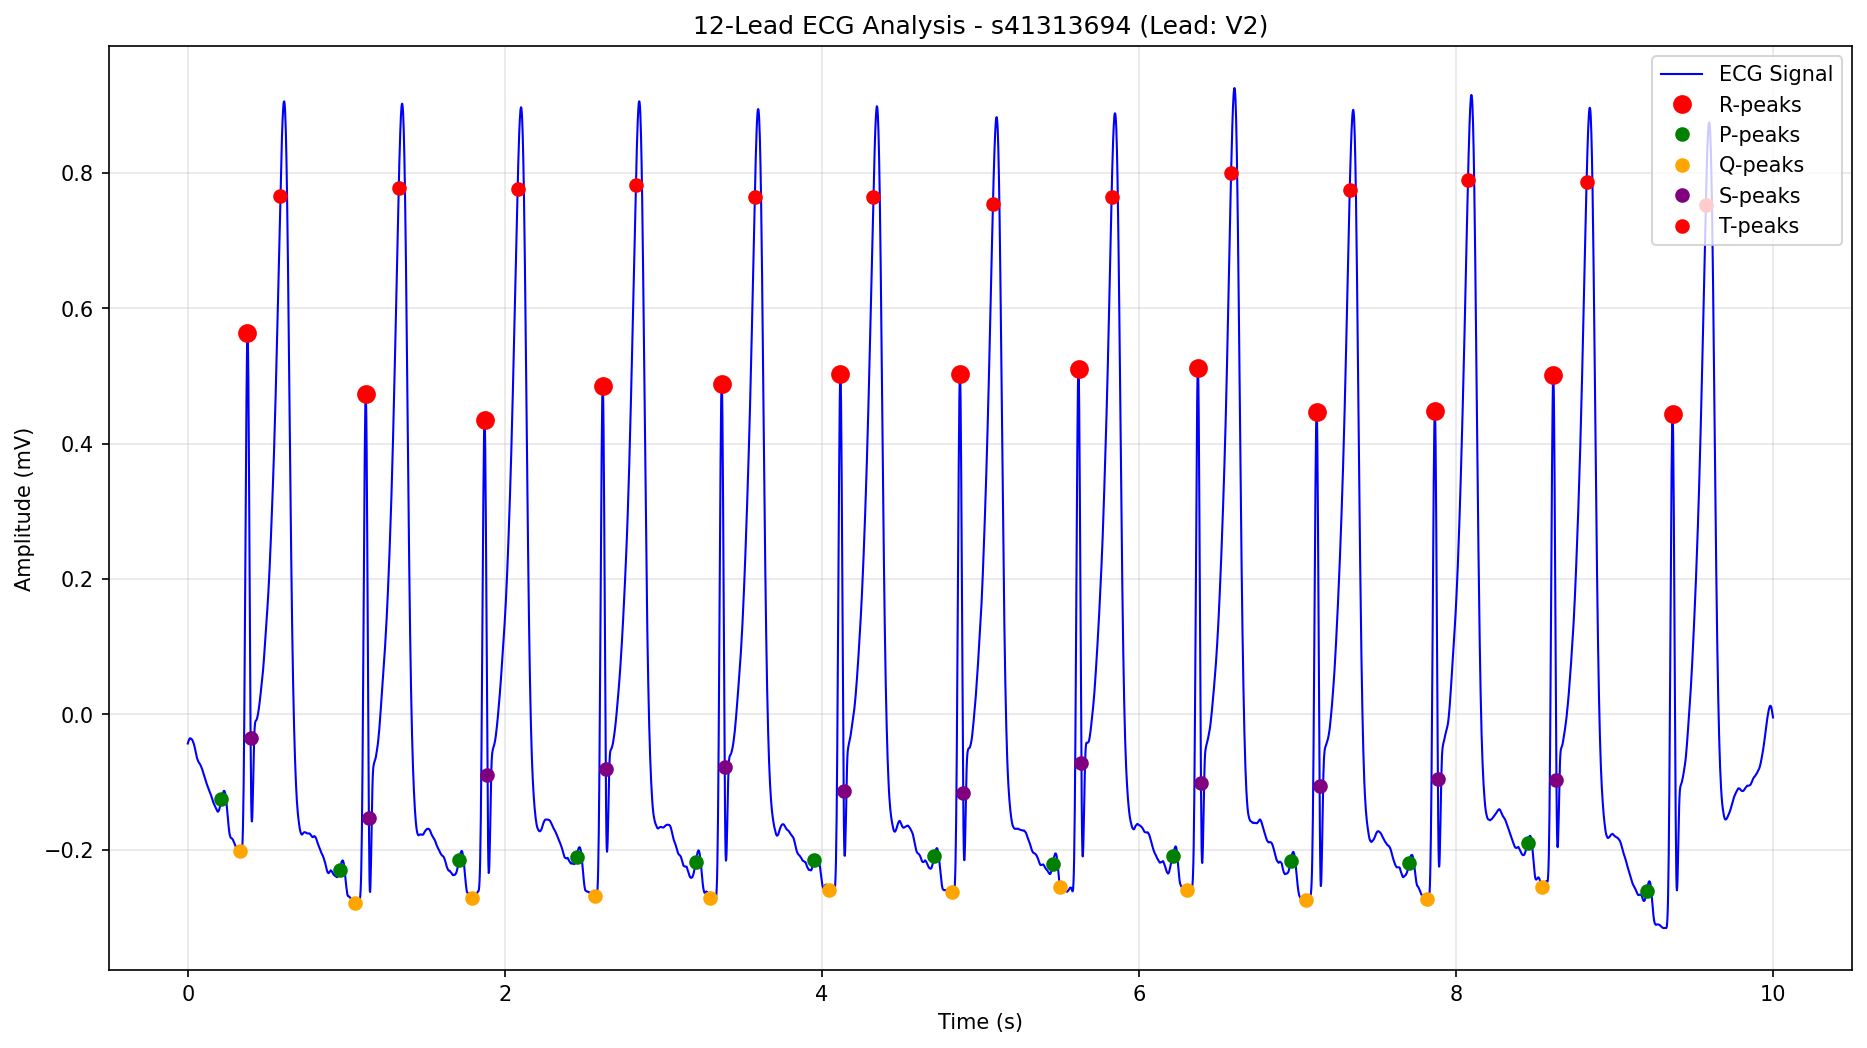 12-Lead ECG Analysis - s41313694 (Lead: V2)
ECG Signal
R-peaks
P-peaks
Q-peaks
S-peaks
T-peaks
Amplitude (mV)
0.8
0.6
0.4
0.2
0.0
−0.2
0 2 4 6 8 10
Time (s)